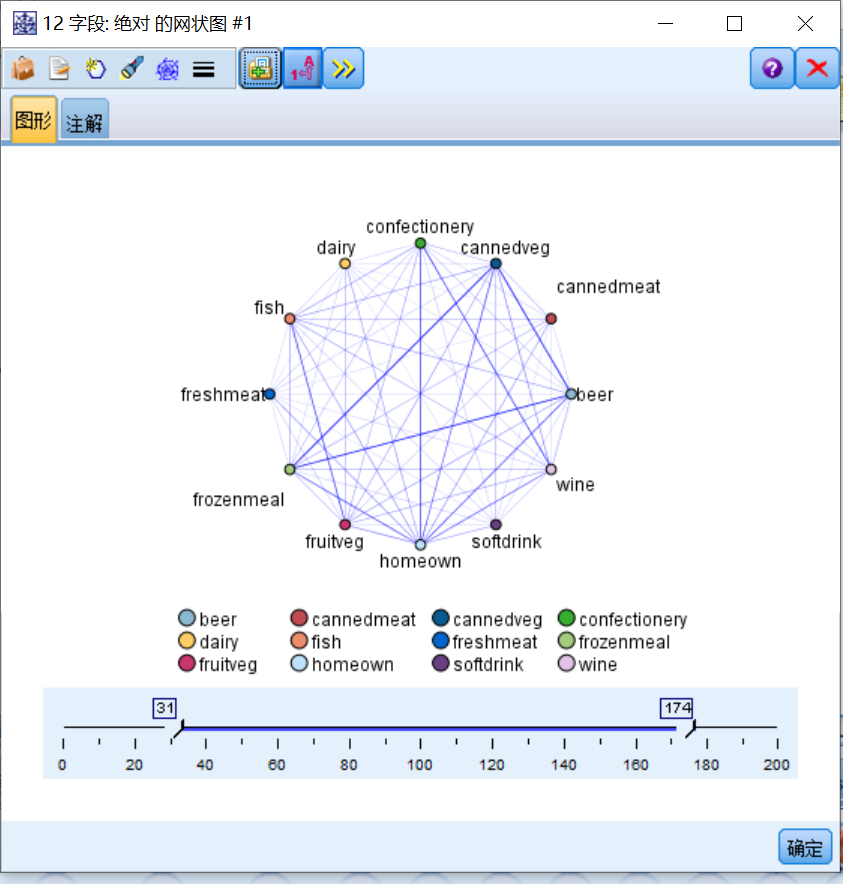 12 字段: 绝对 的网状图 #1
图形 注解
confectionery
dairy cannedveg
cannedmeat
fish
freshmeat beer
frozenmeal wine
fruitveg softdrink
homeown
beer cannedmeat cannedveg confectionery
dairy fish freshmeat frozenmeal
fruitveg homeown softdrink wine
31 174
0 20 40 60 80 100 120 140 160 180 200
确定